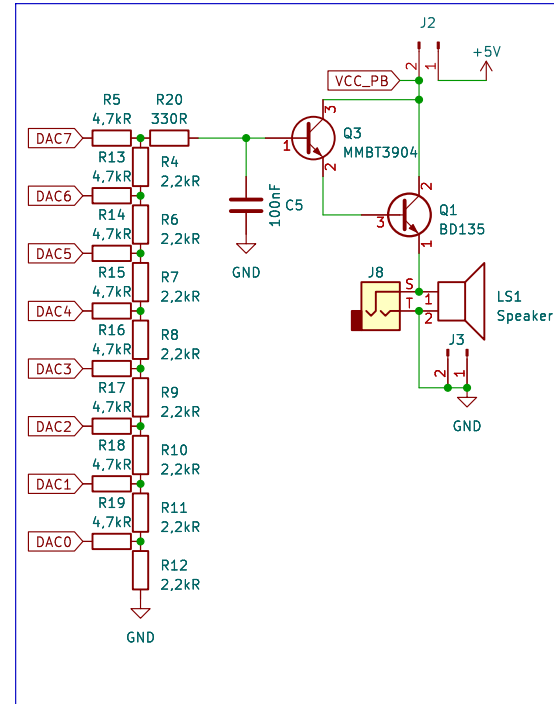 J2
+5V
2
1
VCC_PB
R5
4,7kR
R20
330R
3
Q3
MMBT3904
1
2
DAC7
R13
4,7kR
R4
2,2kR
DAC6
100nF
C5
GND
2
Q1
BD135
3
1
R14
4,7kR
R6
2,2kR
DAC5
R15
4,7kR
R7
2,2kR
J8
S
T
1
2
LS1
Speaker
DAC4
R16
4,7kR
R8
2,2kR
J3
2
1
GND
DAC3
R17
4,7kR
R9
2,2kR
DAC2
R18
4,7kR
R10
2,2kR
DAC1
R19
4,7kR
R11
2,2kR
DAC0
R12
2,2kR
GND